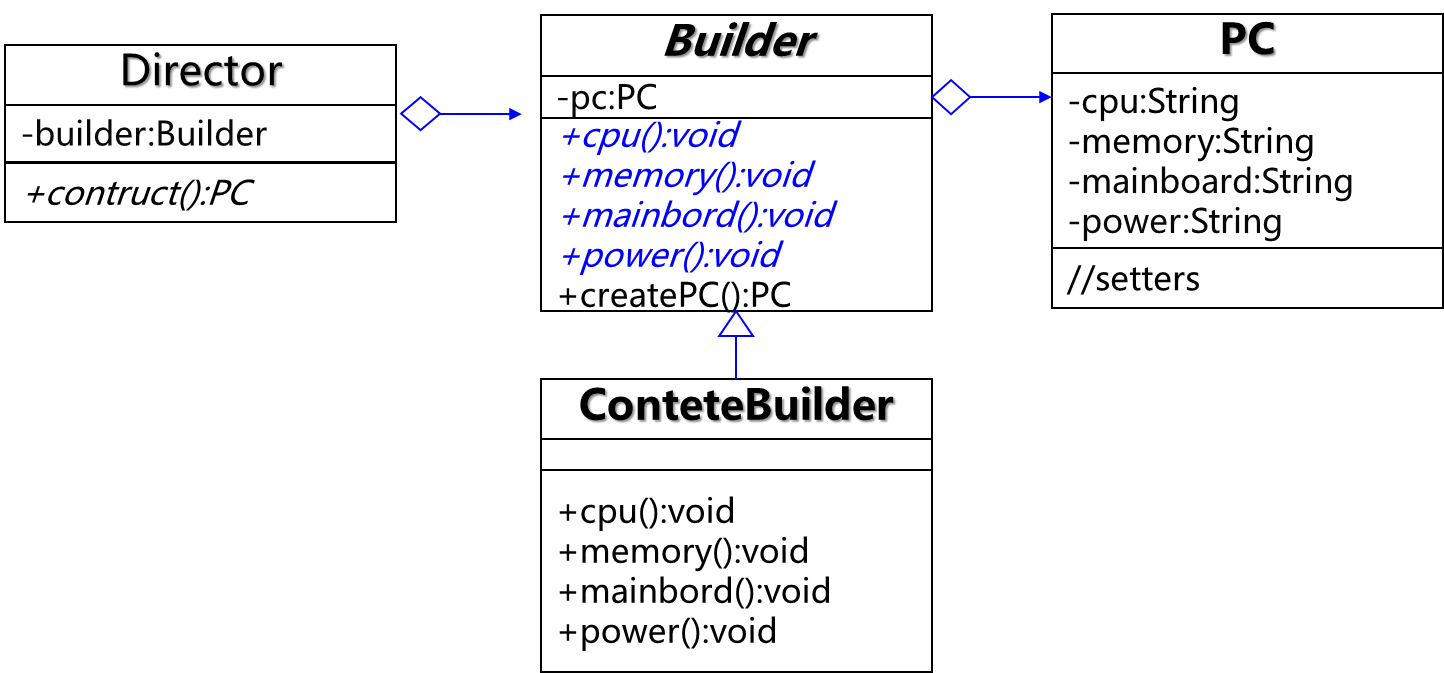 Director
-builder:Builder
+contruct():PC
Builder
-pc:PC
+cpu():void
+memory():void
+mainbord():void
+power():void
+createPC():PC
PC
-cpu:String
-memory:String
-mainboard:String
-power:String
//setters
ConteteBuilder
+cpu():void
+memory():void
+mainbord():void
+power():void